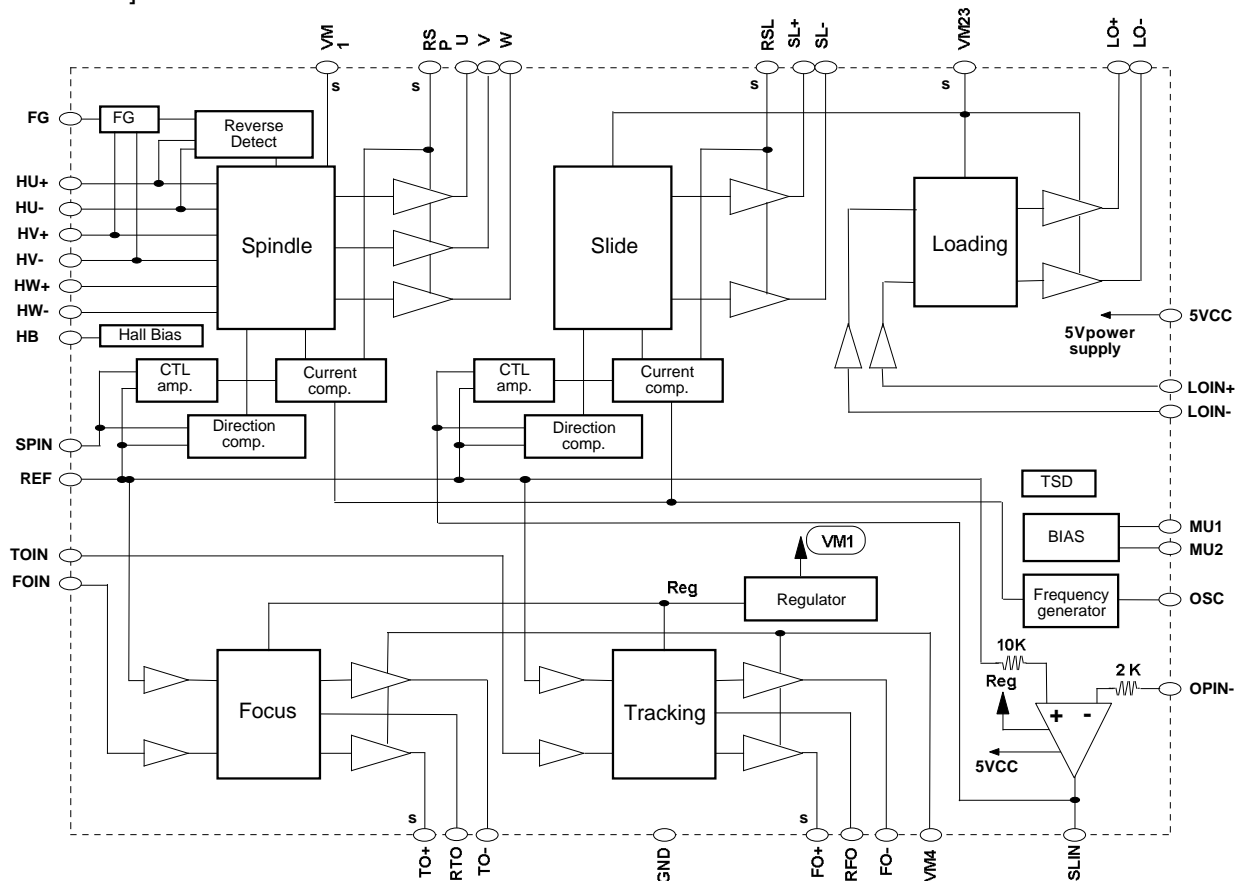 ]
VM
1
RS
P
U
V
W
RSL
SL+
SL-
VM23
LO+
LO-
s
s
s
s
FG
FG
Reverse
Detect
HU+
HU-
HV+
HV-
HW+
HW-
HB
Hall Bias
Spindle
Slide
Loading
5VCC
5Vpower
supply
LOIN+
LOIN-
CTL
amp.
Current
comp.
CTL
amp.
Current
comp.
Direction
comp.
Direction
comp.
SPIN
REF
TSD
BIAS
MU1
MU2
TOIN
FOIN
VM1
Reg
Regulator
Frequency
generator
OSC
10K
2 K
Reg
OPIN-
+ -
5VCC
Focus
Tracking
s
s
TO+
RTO
TO-
GND
FO+
RFO
FO-
VM4
SLIN